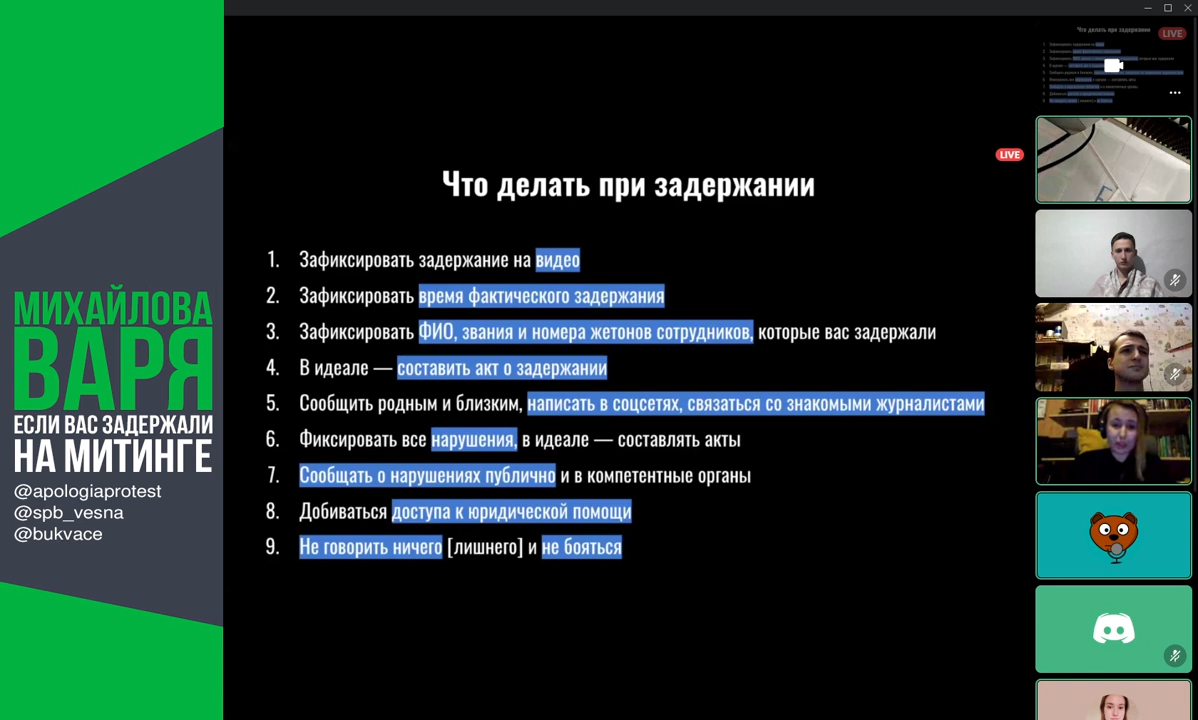 МИХАЙЛОВА
ВАРЯ
ЕСЛИ ВАС ЗАДЕРЖАЛИ
НА МИТИНГЕ
@apologiaprotest
@spb_vesna
@bukvace
Что делать при задержании
1. Зафиксировать задержание на видео
2. Зафиксировать время фактического задержания
3. Зафиксировать ФИО, звания и номера жетонов сотрудников, которые вас задержали
4. В идеале — составить акт о задержании
5. Сообщить родным и близким, написать в соцсетях, связаться со знакомыми журналистами
6. Фиксировать все нарушения, в идеале — составлять акты
7. Сообщать о нарушениях публично и в компетентные органы
8. Добиваться доступа к юридической помощи
9. Не говорить ничего [лишнего] и не бояться
LIVE
Что делать при задержании
LIVE